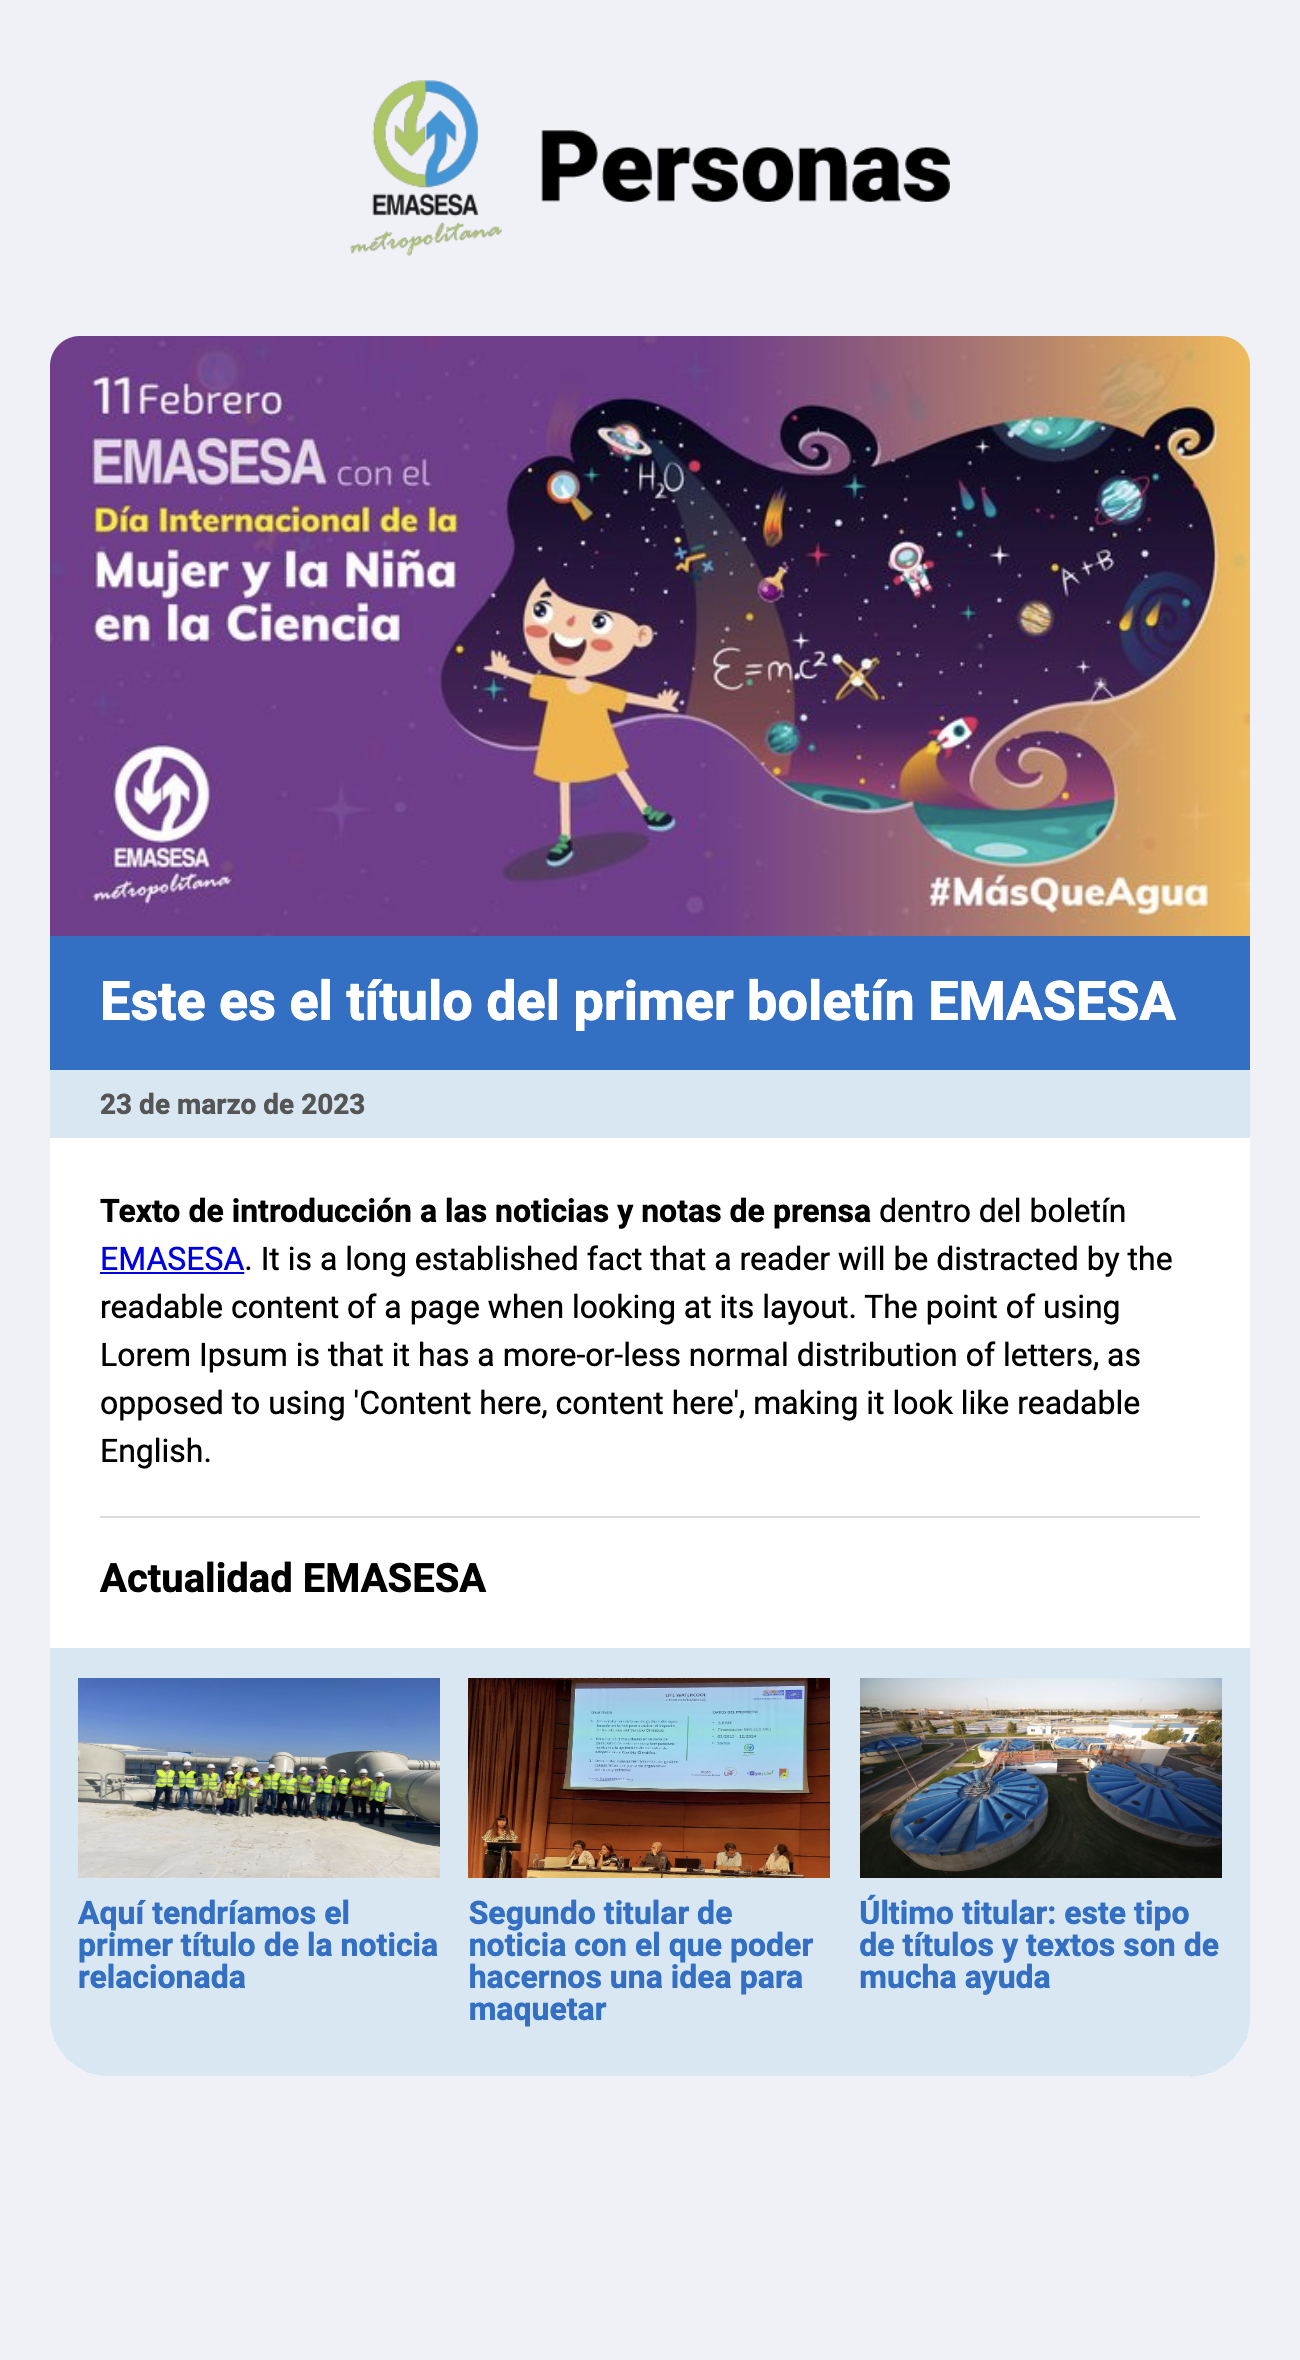 EMASESA
metropolitana
Personas
11 Febrero
EMASESA con el
Día Internacional de la
Mujer y la Niña
en la Ciencia
H₂O
A+B
E=mc²
EMASESA
metropolitana
#MásQueAgua
Este es el título del primer boletín EMASESA
23 de marzo de 2023
Texto de introducción a las noticias y notas de prensa dentro del boletín
EMASESA. It is a long established fact that a reader will be distracted by the
readable content of a page when looking at its layout. The point of using
Lorem Ipsum is that it has a more-or-less normal distribution of letters, as
opposed to using 'Content here, content here', making it look like readable
English.
Actualidad EMASESA
LIFE WATERCOOL
Aquí tendríamos el
primer título de la noticia
relacionada
Segundo titular de
noticia con el que poder
hacernos una idea para
maquetar
Último titular: este tipo
de títulos y textos son de
mucha ayuda